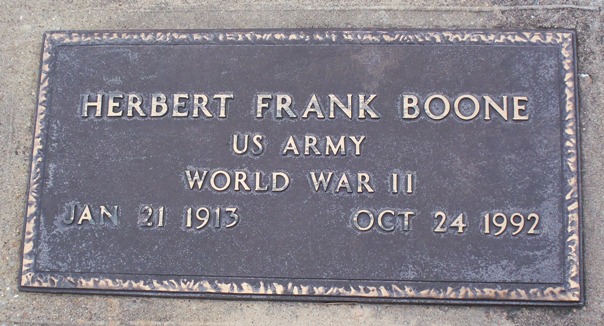 HERBERT FRANK BOONE
US ARMY
WORLD WAR II
JAN 21 1913 OCT 24 1992